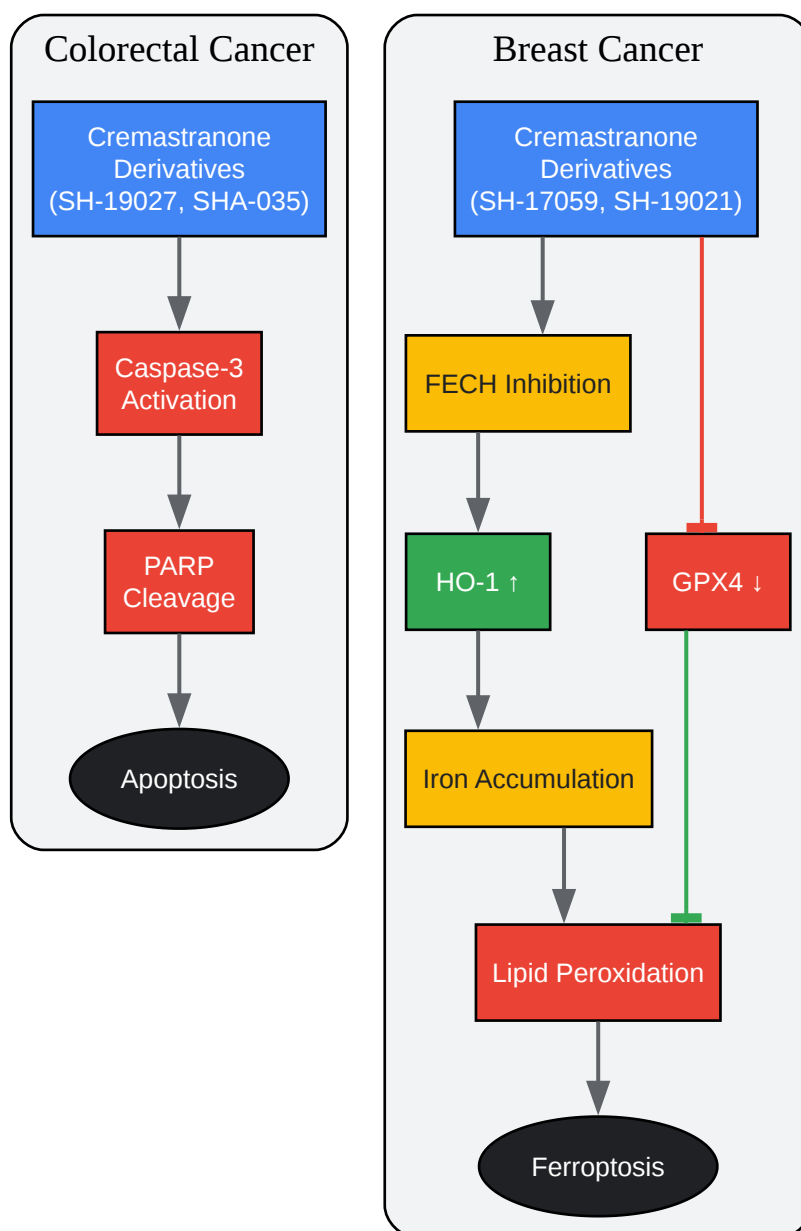 Colorectal Cancer
Cremastranone
Derivatives
(SH-19027, SHA-035)
Caspase-3
Activation
PARP
Cleavage
Apoptosis
Breast Cancer
Cremastranone
Derivatives
(SH-17059, SH-19021)
FECH Inhibition
HO-1 ↑
GPX4 ↓
Iron Accumulation
Lipid Peroxidation
Ferroptosis